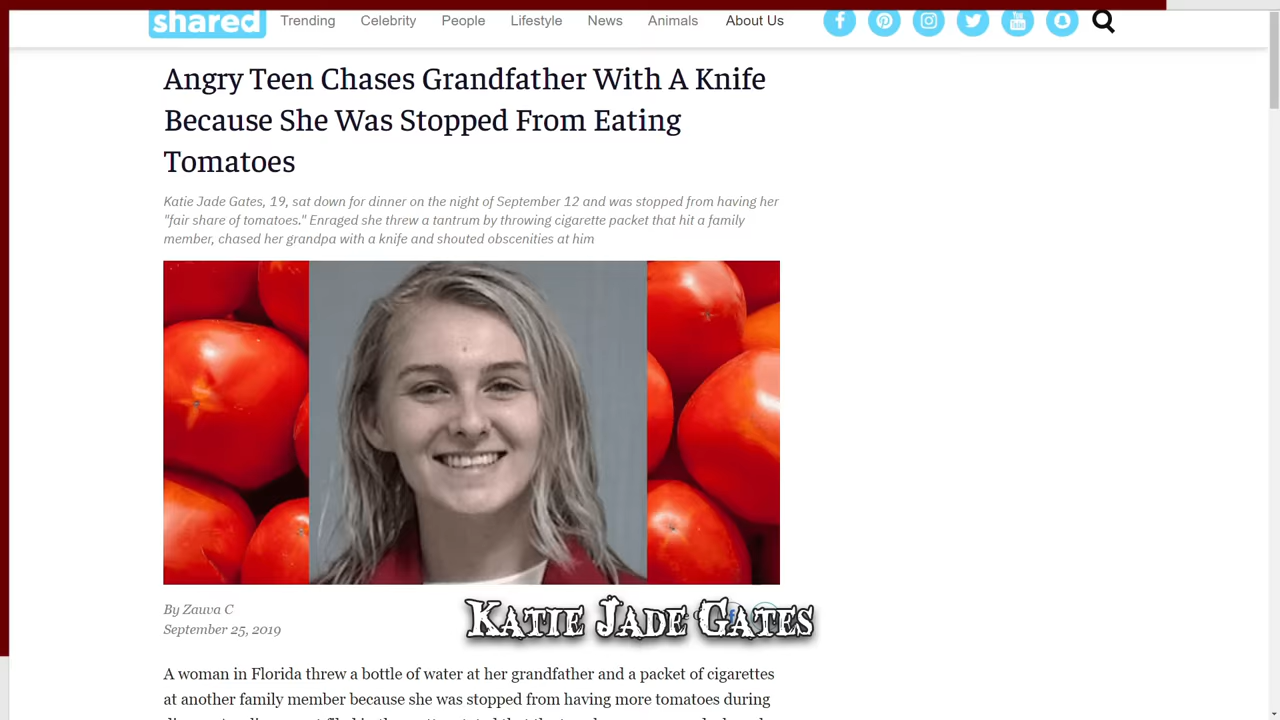 shared Trending Celebrity People Lifestyle News Animals About Us
Angry Teen Chases Grandfather With A Knife
Because She Was Stopped From Eating
Tomatoes
Katie Jade Gates, 19, sat down for dinner on the night of September 12 and was stopped from having her
"fair share of tomatoes." Enraged she threw a tantrum by throwing cigarette packet that hit a family
member, chased her grandpa with a knife and shouted obscenities at him
By Zauva C
Katie Jade Gates
September 25, 2019
A woman in Florida threw a bottle of water at her grandfather and a packet of cigarettes
at another family member because she was stopped from having more tomatoes during